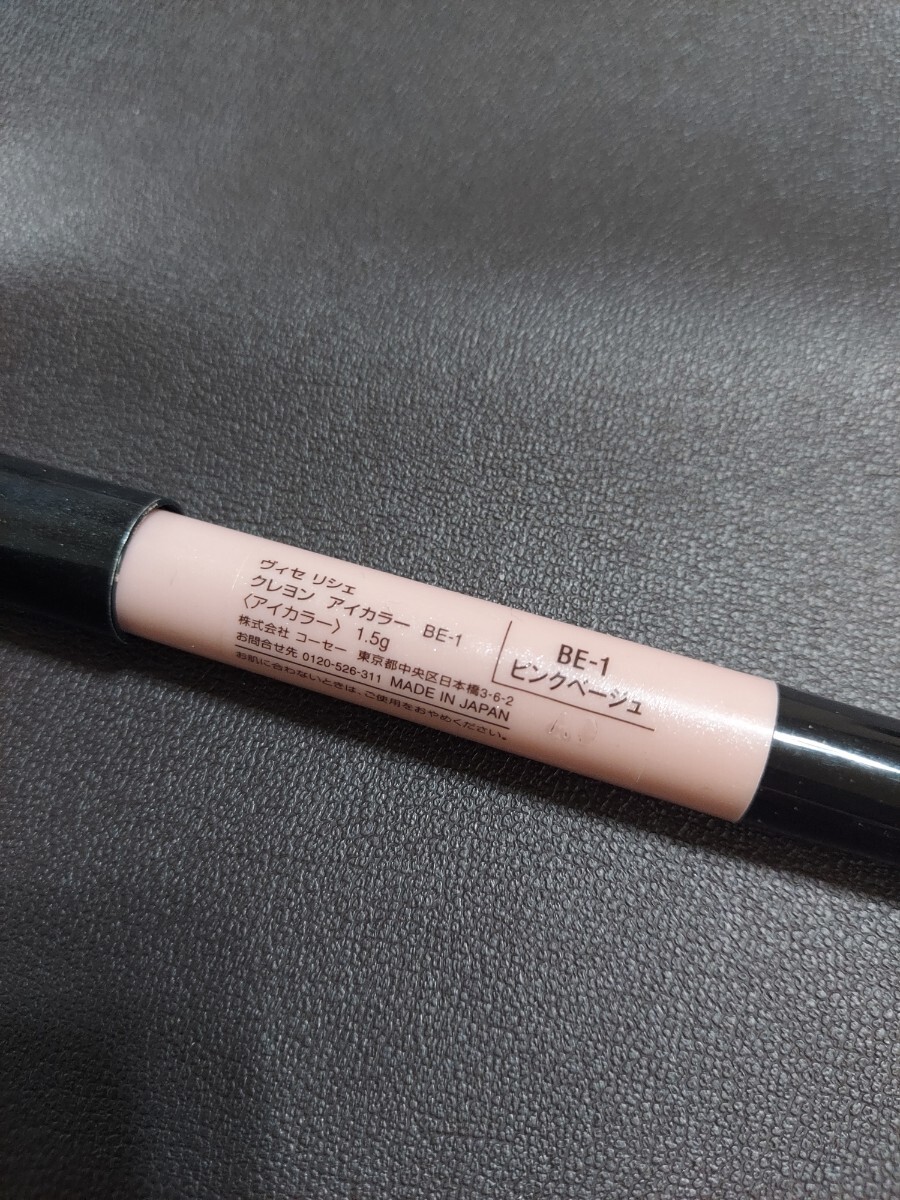 ヴィセ リシェ
クレヨン アイカラー BE-1
〈アイカラー〉 1.5g
株式会社 コーセー 東京都中央区日本橋3-6-2
お問合せ先 0120-526-311 MADE IN JAPAN
お肌に合わないときは、ご使用をおやめください。
BE-1
ピンクベージュ